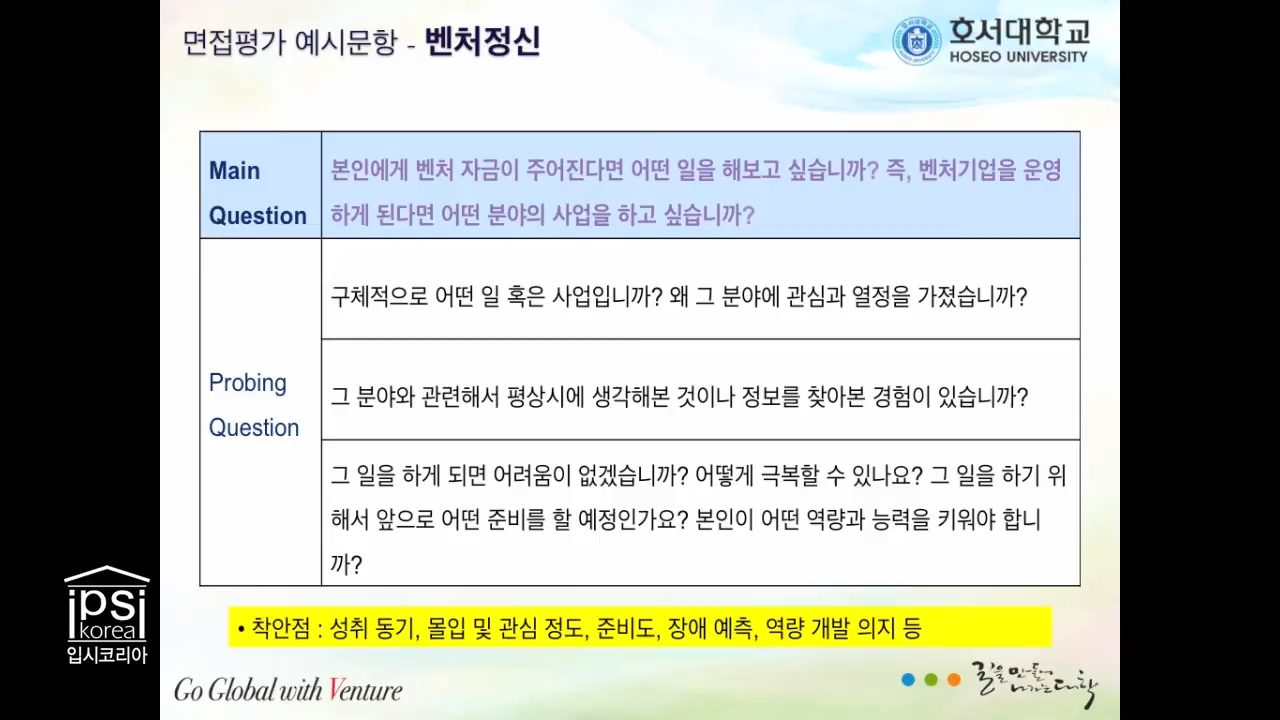 면접평가 예시문항 - 벤처정신
호서대학교
HOSEO UNIVERSITY
Main
Question
본인에게 벤처 자금이 주어진다면 어떤 일을 해보고 싶습니까? 즉, 벤처기업을 운영
하게 된다면 어떤 분야의 사업을 하고 싶습니까?
Probing
Question
구체적으로 어떤 일 혹은 사업입니까? 왜 그 분야에 관심과 열정을 가졌습니까?
그 분야와 관련해서 평상시에 생각해본 것이나 정보를 찾아본 경험이 있습니까?
그 일을 하게 되면 어려움이 없겠습니까? 어떻게 극복할 수 있나요? 그 일을 하기 위
해서 앞으로 어떤 준비를 할 예정인가요? 본인이 어떤 역량과 능력을 키워야 합니
까?
• 착안점 : 성취 동기, 몰입 및 관심 정도, 준비도, 장애 예측, 역량 개발 의지 등
ipsi
korea
입시코리아
Go Global with Venture
길을 만들어
나가는 대학